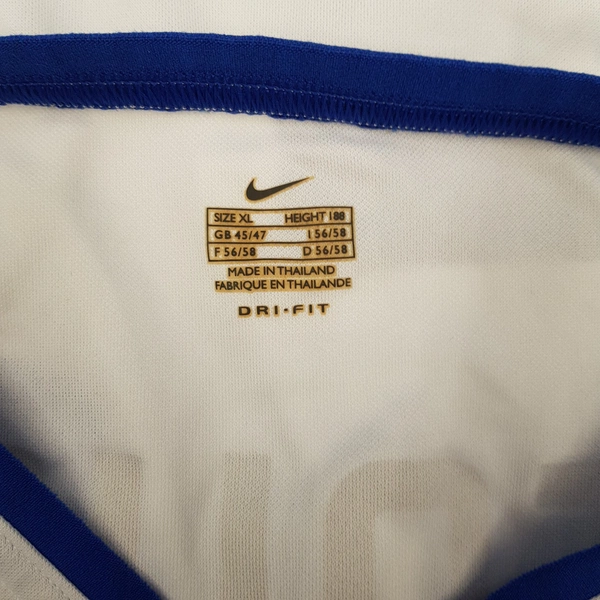 SIZE XL HEIGHT 188
GB 45/47 I 56/58
F 56/58 D 56/58
MADE IN THAILAND
FABRIQUE EN THAILANDE
DRI•FIT